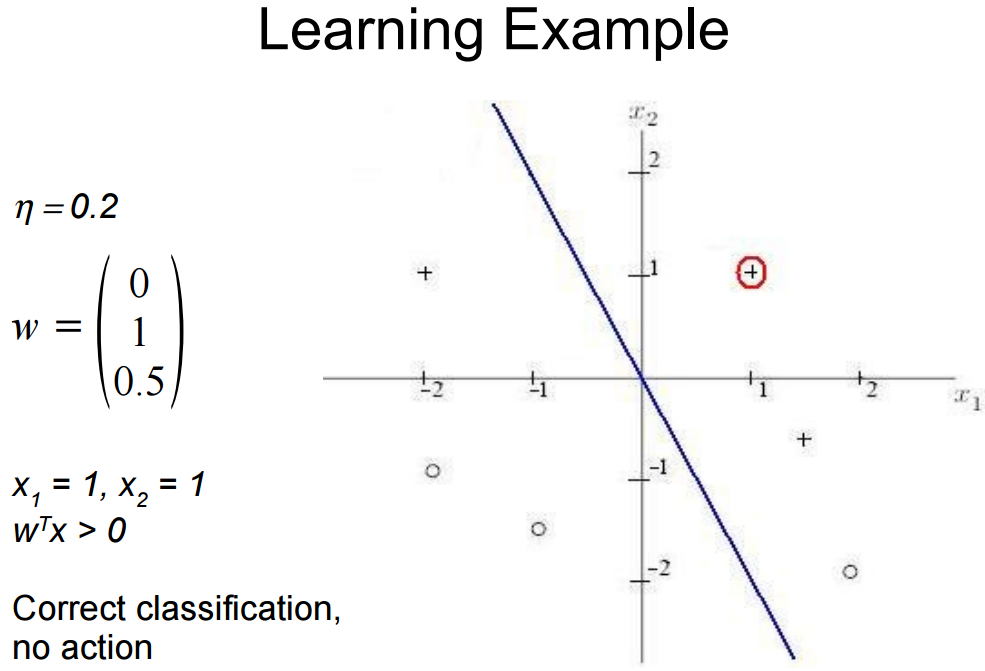 Learning Example
η = 0.2
w = (0
1
0.5)
x₁ = 1, x₂ = 1
wᵀx > 0
Correct classification,
no action
x₂
2
1
-2 -1 1 2
x₁
-1
-2